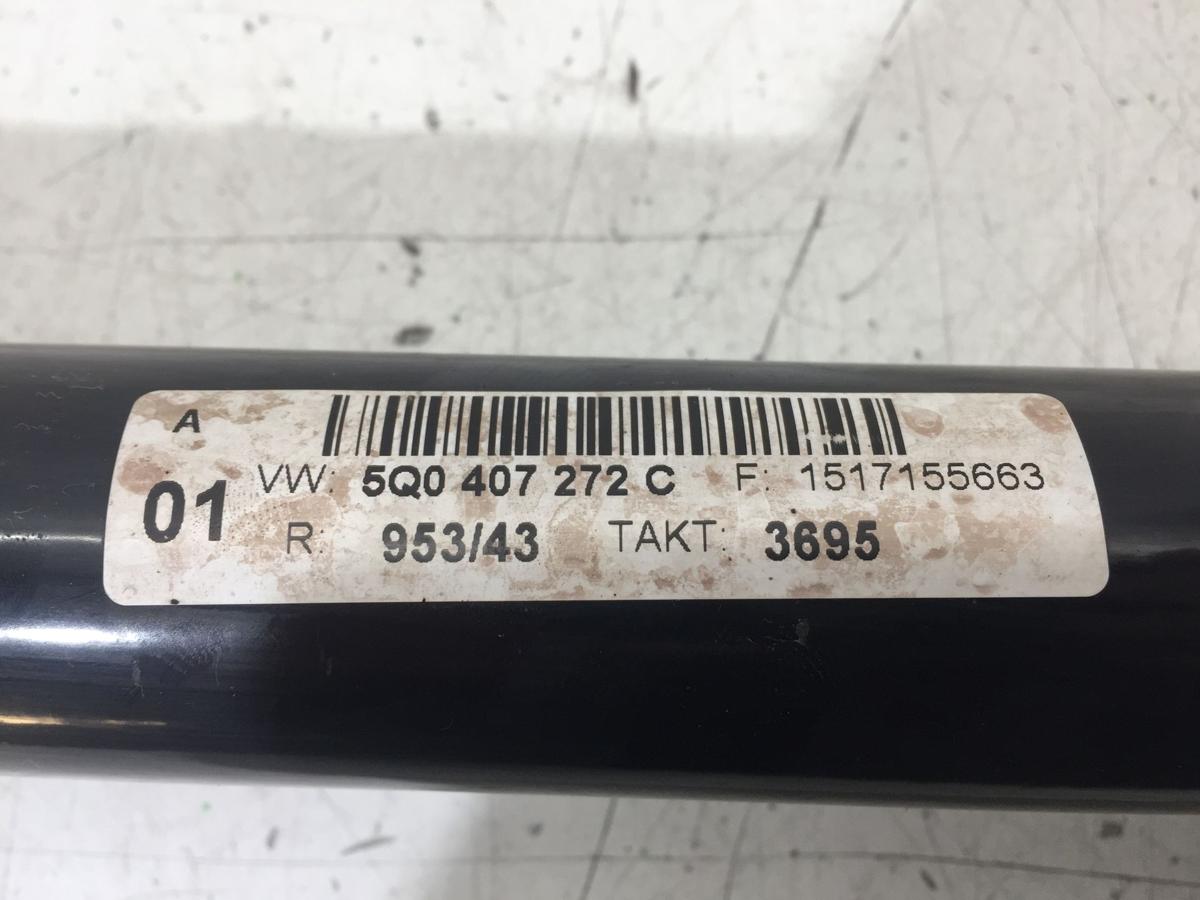 A
01
VW: 5Q0 407 272 C F: 1517155663
R: 953/43 TAKT: 3695